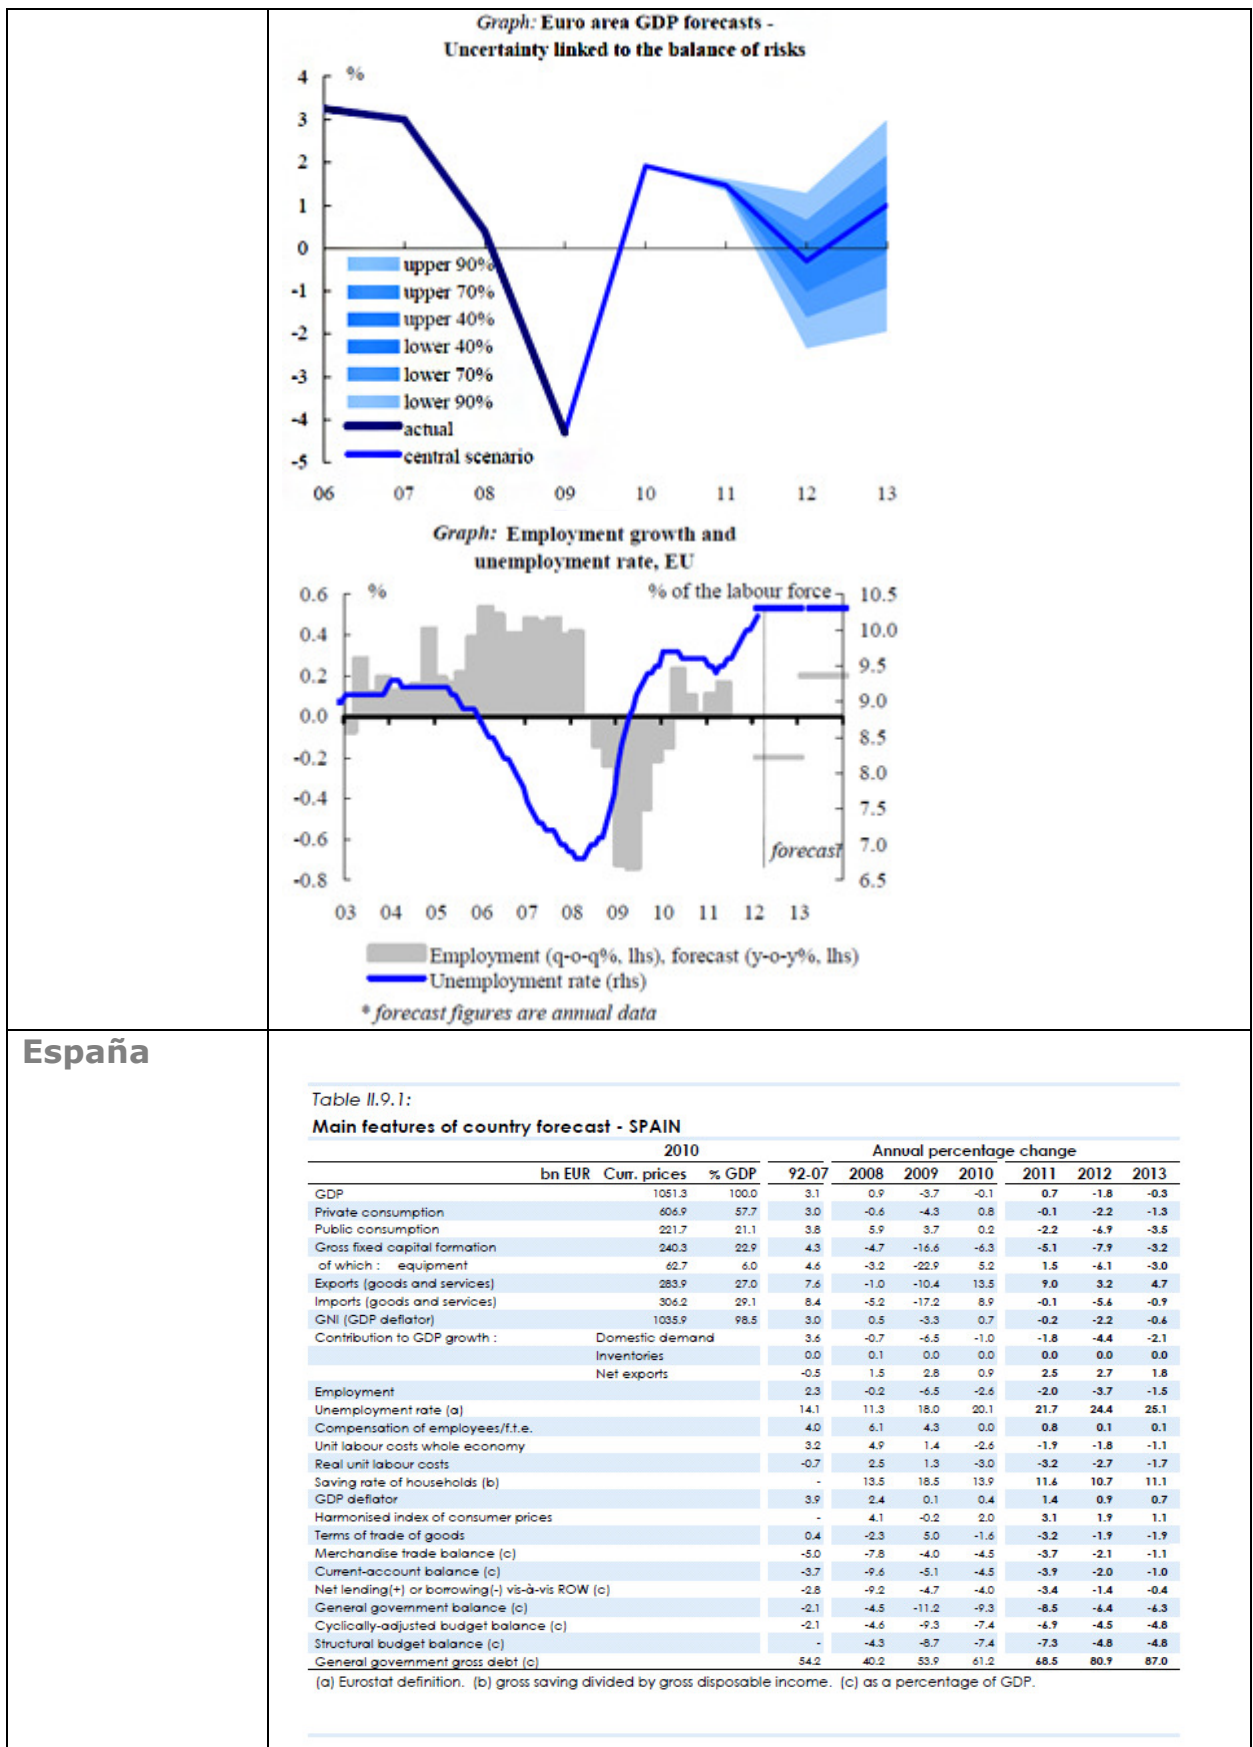 Graph: Euro area GDP forecasts -
Uncertainty linked to the balance of risks
%
4
3
2
1
0
-1
-2
-3
-4
-5
upper 90%
upper 70%
upper 40%
lower 40%
lower 70%
lower 90%
actual
central scenario
06 07 08 09 10 11 12 13
Graph: Employment growth and
unemployment rate, EU
% % of the labour force
0.6 10.5
0.4 10.0
0.2 9.5
0.0 9.0
-0.2 8.5
-0.4 8.0
-0.6 7.5
-0.8 7.0
6.5
forecast
03 04 05 06 07 08 09 10 11 12 13
Employment (q-o-q%, lhs), forecast (y-o-y%, lhs)
Unemployment rate (rhs)
* forecast figures are annual data
España
Table II.9.1:
Main features of country forecast - SPAIN
2010 Annual percentage change
bn EUR Curr. prices % GDP 92-07 2008 2009 2010 2011 2012 2013
GDP 1051.3 100.0 3.1 0.9 -3.7 -0.1 0.7 -1.8 -0.3
Private consumption 606.9 57.7 3.0 -0.6 -4.3 0.8 -0.1 -2.2 -1.3
Public consumption 221.7 21.1 3.8 5.9 3.7 0.2 -2.2 -6.9 -3.5
Gross fixed capital formation 240.3 22.9 4.3 -4.7 -16.6 -6.3 -5.1 -7.9 -3.2
of which : equipment 62.7 6.0 4.6 -3.2 -22.9 5.2 1.5 -6.1 -3.0
Exports (goods and services) 283.9 27.0 7.6 -1.0 -10.4 13.5 9.0 3.2 4.7
Imports (goods and services) 306.2 29.1 8.4 -5.2 -17.2 8.9 -0.1 -5.6 -0.9
GNI (GDP deflator) 1035.9 98.5 3.0 0.5 -3.3 0.7 -0.2 -2.2 -0.6
Contribution to GDP growth : Domestic demand 3.6 -0.7 -6.5 -1.0 -1.8 -4.4 -2.1
Inventories 0.0 0.1 0.0 0.0 0.0 0.0 0.0
Net exports -0.5 1.5 2.8 0.9 2.5 2.7 1.8
Employment 2.3 -0.2 -6.5 -2.6 -2.0 -3.7 -1.5
Unemployment rate (a) 14.1 11.3 18.0 20.1 21.7 24.4 25.1
Compensation of employees/f.t.e. 4.0 6.1 4.3 0.0 0.8 0.1 0.1
Unit labour costs whole economy 3.2 4.9 1.4 -2.6 -1.9 -1.8 -1.1
Real unit labour costs -0.7 2.5 1.3 -3.0 -3.2 -2.7 -1.7
Saving rate of households (b) - 13.5 18.5 13.9 11.6 10.7 11.1
GDP deflator 3.9 2.4 0.1 0.4 1.4 0.9 0.7
Harmonised index of consumer prices - 4.1 -0.2 2.0 3.1 1.9 1.1
Terms of trade of goods 0.4 -2.3 5.0 -1.6 -3.2 -1.9 -1.9
Merchandise trade balance (c) -5.0 -7.8 -4.0 -4.5 -3.7 -2.1 -1.1
Current-account balance (c) -3.7 -9.6 -5.1 -4.5 -3.9 -2.0 -1.0
Net lending(+) or borrowing(-) vis-à-vis ROW (c) -2.8 -9.2 -4.7 -4.0 -3.4 -1.4 -0.4
General government balance (c) -2.1 -4.5 -11.2 -9.3 -8.5 -6.4 -6.3
Cyclically-adjusted budget balance (c) -2.1 -4.6 -9.3 -7.4 -6.9 -4.5 -4.8
Structural budget balance (c) - -4.3 -8.7 -7.4 -7.3 -4.8 -4.8
General government gross debt (c) 54.2 40.2 53.9 61.2 68.5 80.9 87.0
(a) Eurostat definition. (b) gross saving divided by gross disposable income. (c) as a percentage of GDP.